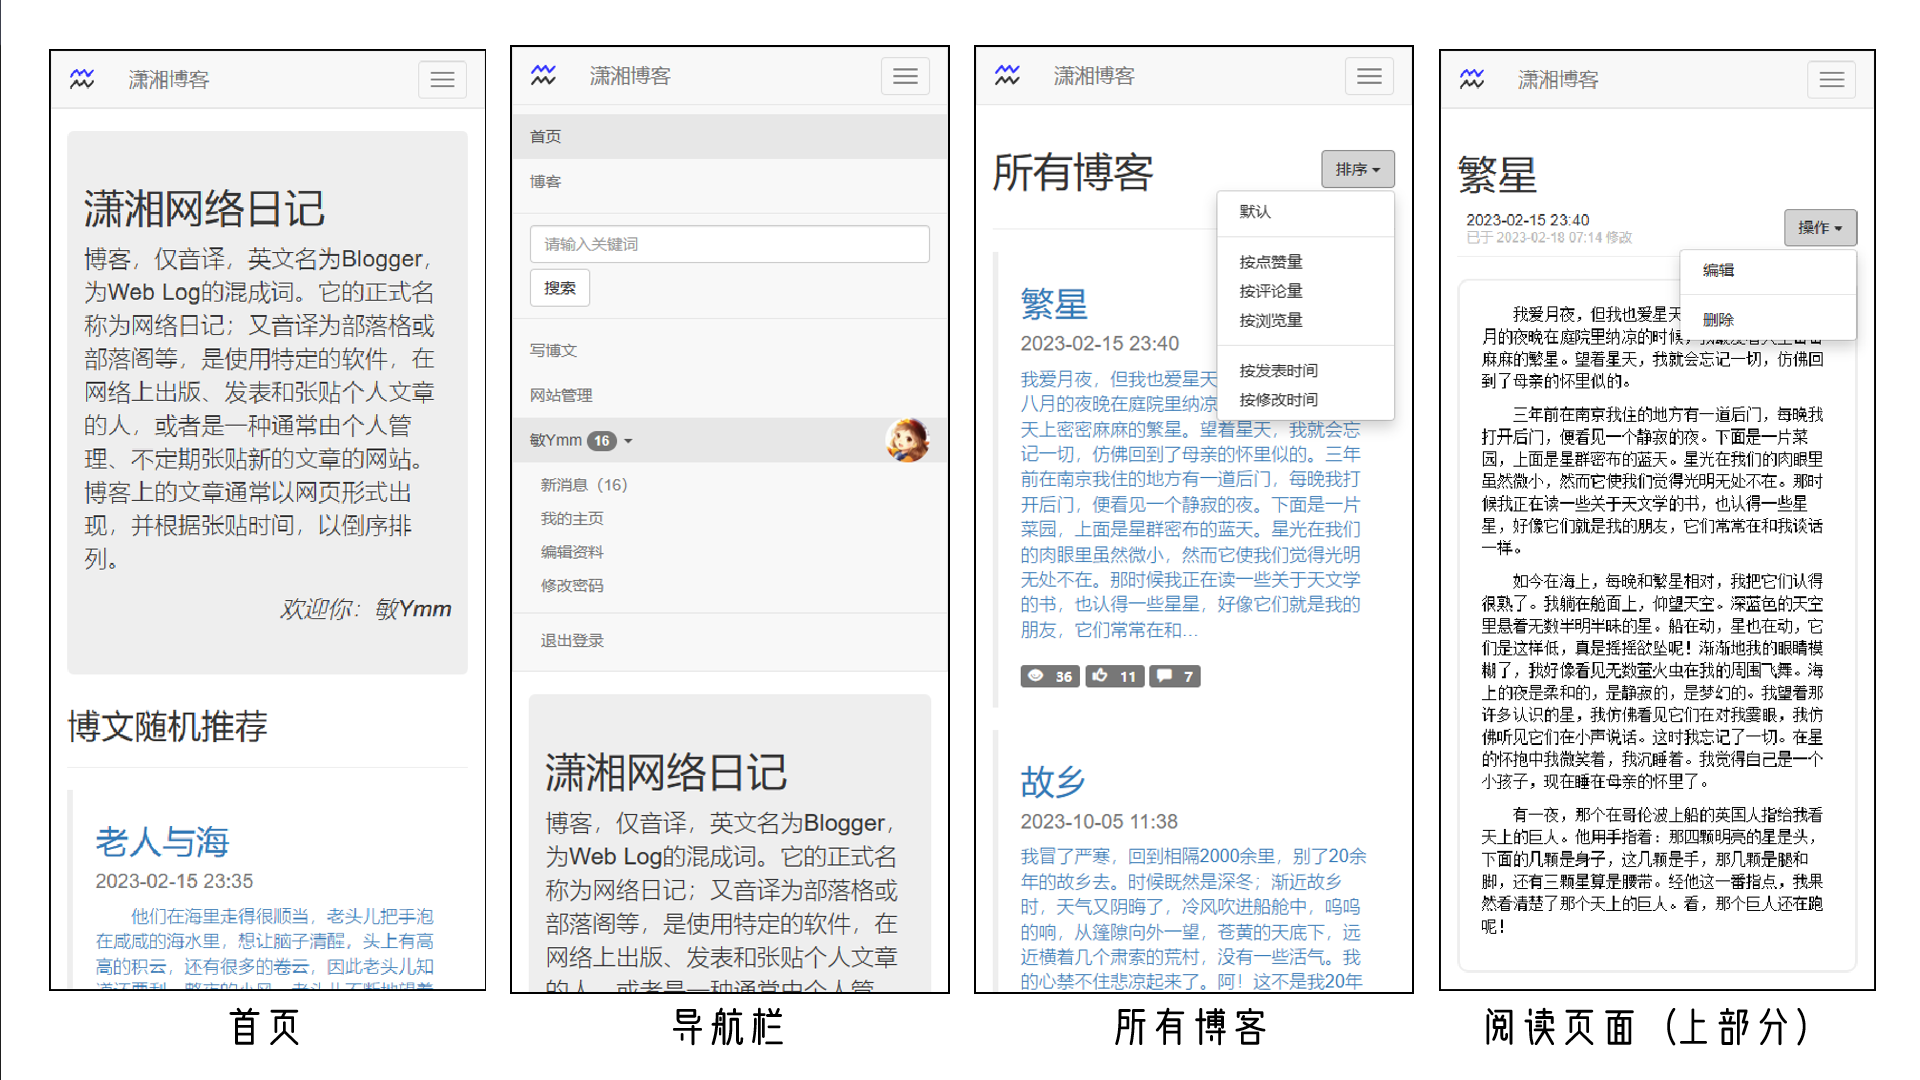 潇湘博客
潇湘网络日记
博客，仅音译，英文名为Blogger，
为Web Log的混成词。它的正式名
称为网络日记；又音译为部落格或
部落阁等，是使用特定的软件，在
网络上出版、发表和张贴个人文章
的人，或者是一种通常由个人管
理、不定期张贴新的文章的网站。
博客上的文章通常以网页形式出
现，并根据张贴时间，以倒序排
列。
欢迎你：敏Ymm
博文随机推荐
老人与海
2023-02-15 23:35
他们在海里走得很顺当，老头儿把手泡
在咸咸的海水里，想让脑子清醒，头上有高
高的积云，还有很多的卷云，因此老头儿知
首页
潇湘博客
首页
博客
请输入关键词
搜索
写博文
网站管理
敏Ymm 16
新消息（16）
我的主页
编辑资料
修改密码
退出登录
潇湘网络日记
博客，仅音译，英文名为Blogger，
为Web Log的混成词。它的正式名
称为网络日记；又音译为部落格或
部落阁等，是使用特定的软件，在
网络上出版、发表和张贴个人文章
的人，或者是一种通常由个人管
导航栏
潇湘博客
所有博客
排序
默认
按点赞量
按评论量
按浏览量
按发表时间
按修改时间
繁星
2023-02-15 23:40
我爱月夜，但我也爱星天
八月的夜晚在庭院里纳凉
天上密密麻麻的繁星。望着星天，我就会忘
记一切，仿佛回到了母亲的怀里似的。三年
前在南京我住的地方有一道后门，每晚我打
开后门，便看见一个静寂的夜。下面是一片
菜园，上面是星群密布的蓝天。星光在我们
的肉眼里虽然微小，然而它使我们觉得光明
无处不在。那时候我正在读一些关于天文学
的书，也认得一些星星，好像它们就是我的
朋友，它们常常在和...
36 11 7
故乡
2023-10-05 11:38
我冒了严寒，回到相隔2000余里，别了20余
年的故乡去。时候既然是深冬；渐近故乡
时，天气又阴晦了，冷风吹进船舱中，呜呜
的响，从篷隙向外一望，苍黄的天底下，远
近横着几个萧索的荒村，没有一些活气。我
的心禁不住悲凉起来了。阿！这不是我20年
所有博客
潇湘博客
繁星
2023-02-15 23:40
已于 2023-02-18 07:14 修改
操作
编辑
删除
我爱月夜，但我也爱星天
月的夜晚在庭院里纳凉的时候，
麻麻的繁星。望着星天，我就会忘记一切，仿佛回
到了母亲的怀里似的。
三年前在南京我住的地方有一道后门，每晚我
打开后门，便看见一个静寂的夜。下面是一片菜
园，上面是星群密布的蓝天。星光在我们的肉眼里
虽然微小，然而它使我们觉得光明无处不在。那时
候我正在读一些关于天文学的书，也认得一些星
星，好像它们就是我的朋友，它们常常在和我谈话
一样。
如今在海上，每晚和繁星相对，我把它们认得
很熟了。我躺在舱面上，仰望天空。深蓝色的天空
里悬着无数半明半昧的星。船在动，星也在动，它
们是这样低，真是摇摇欲坠呢！渐渐地我的眼睛模
糊了，我好像看见无数萤火虫在我的周围飞舞。海
上的夜是柔和的，是静寂的，是梦幻的。我望着那
许多认识的星，我仿佛看见它们在对我霎眼，我仿
佛听见它们在小声说话。这时我忘记了一切。在星
的怀抱中我微笑着，我沉睡着。我觉得自己是一个
小孩子，现在睡在母亲的怀里了。
有一夜，那个在哥伦波上船的英国人指给我看
天上的巨人。他用手指着：那四颗明亮的星是头，
下面的几颗是身子，这几颗是手，那几颗是腿和
脚，还有三颗星算是腰带。经他这一番指点，我果
然看清楚了那个天上的巨人。看，那个巨人还在跑
呢！
阅读页面（上部分）